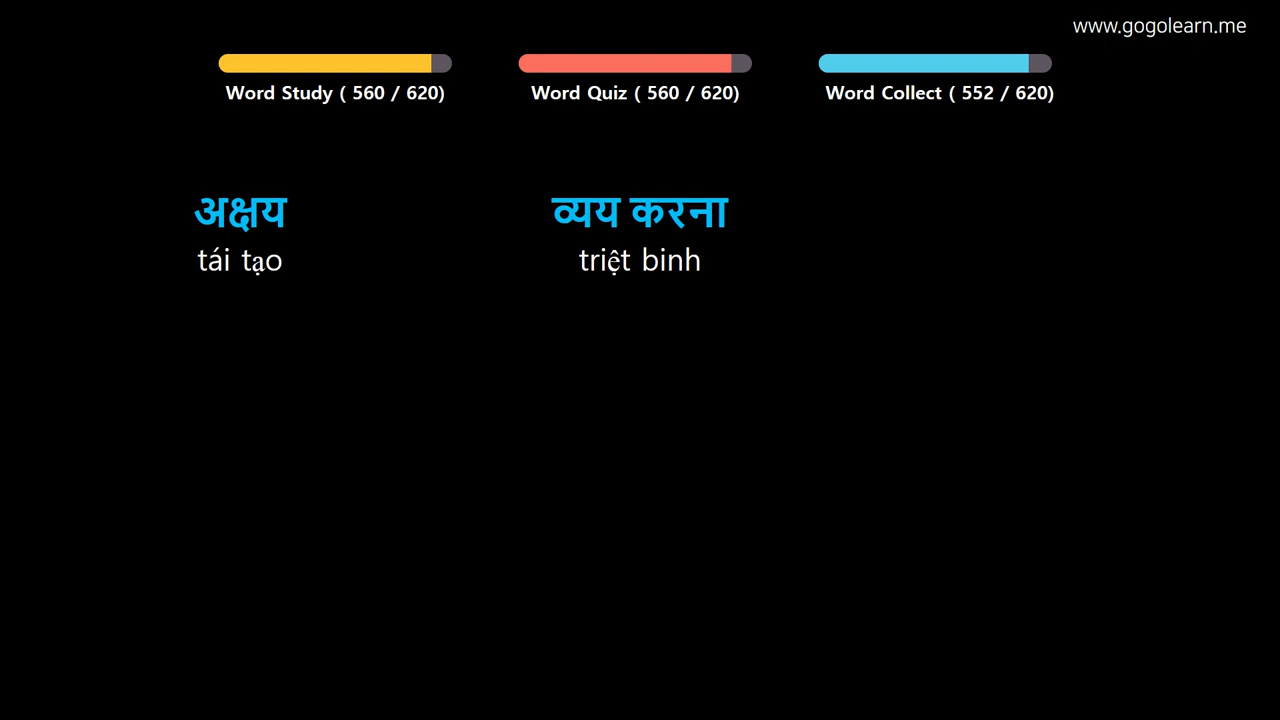 www.gogolearn.me
Word Study ( 560 / 620)
Word Quiz ( 560 / 620)
Word Collect ( 552 / 620)
अक्षय
व्यय करना
tái tạo
triệt binh